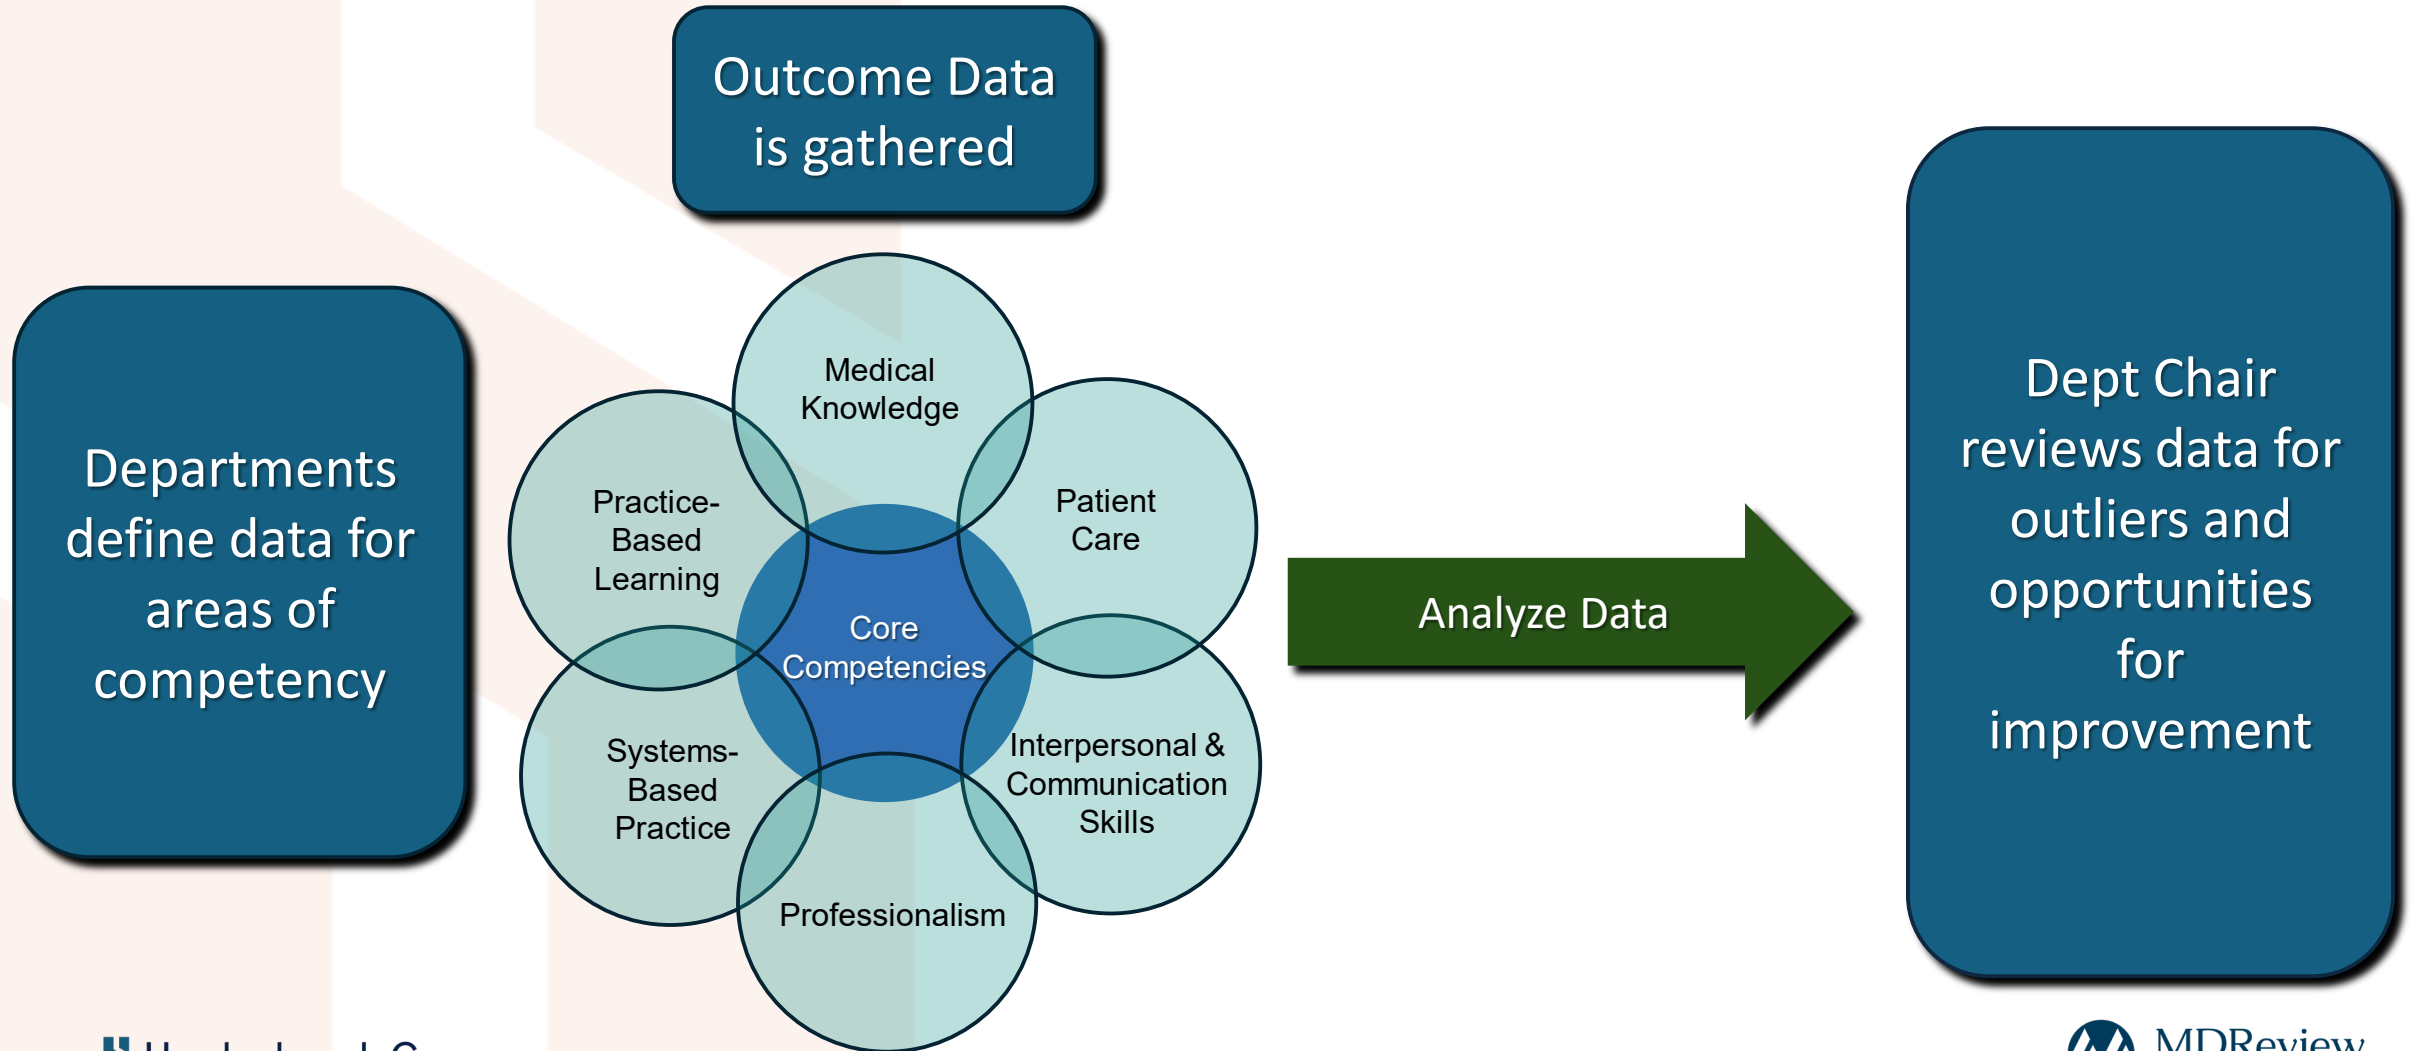 Outcome Data
is gathered
Departments
define data for
areas of
competency
Medical
Knowledge
Patient
Care
Interpersonal &
Communication
Skills
Professionalism
Systems-
Based
Practice
Practice-
Based
Learning
Core
Competencies
Analyze Data
Dept Chair
reviews data for
outliers and
opportunities
for
improvement
MDReview